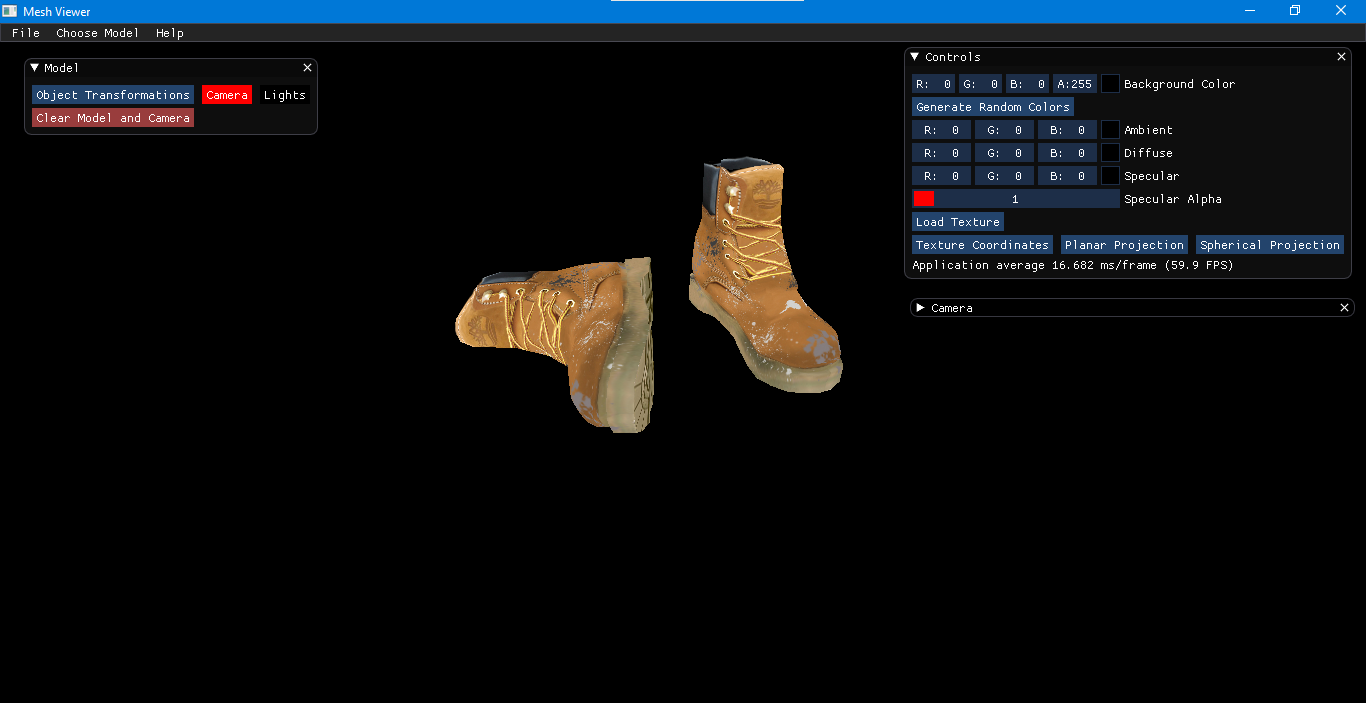 Mesh Viewer
File Choose Model Help
Model
Object Transformations Camera Lights
Clear Model and Camera
Controls
R: 0 G: 0 B: 0 A:255 Background Color
Generate Random Colors
R: 0 G: 0 B: 0 Ambient
R: 0 G: 0 B: 0 Diffuse
R: 0 G: 0 B: 0 Specular
1 Specular Alpha
Load Texture
Texture Coordinates Planar Projection Spherical Projection
Application average 16.682 ms/frame (59.9 FPS)
Camera